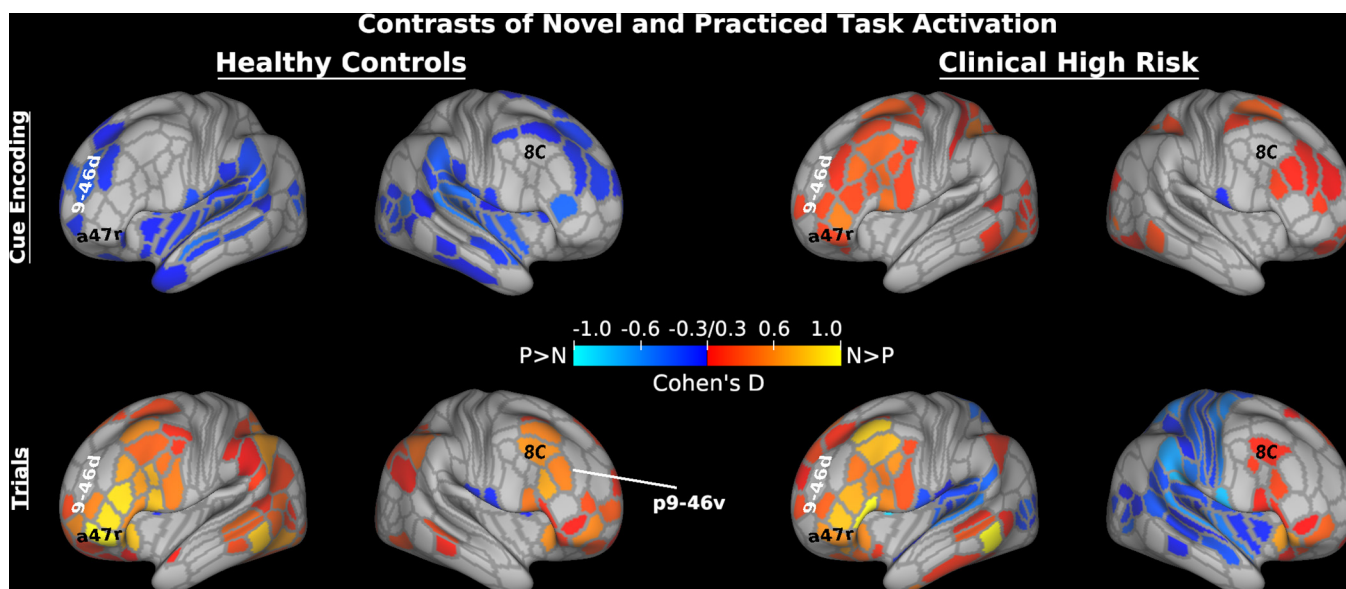 Contrasts of Novel and Practiced Task Activation
Healthy Controls
Clinical High Risk
Cue Encoding
9-46d
a47r
8C
9-46d
a47r
8C
-1.0 -0.6 -0.3/0.3 0.6 1.0
P>N
N>P
Cohen's D
Trials
9-46d
a47r
8C
p9-46v
9-46d
a47r
8C